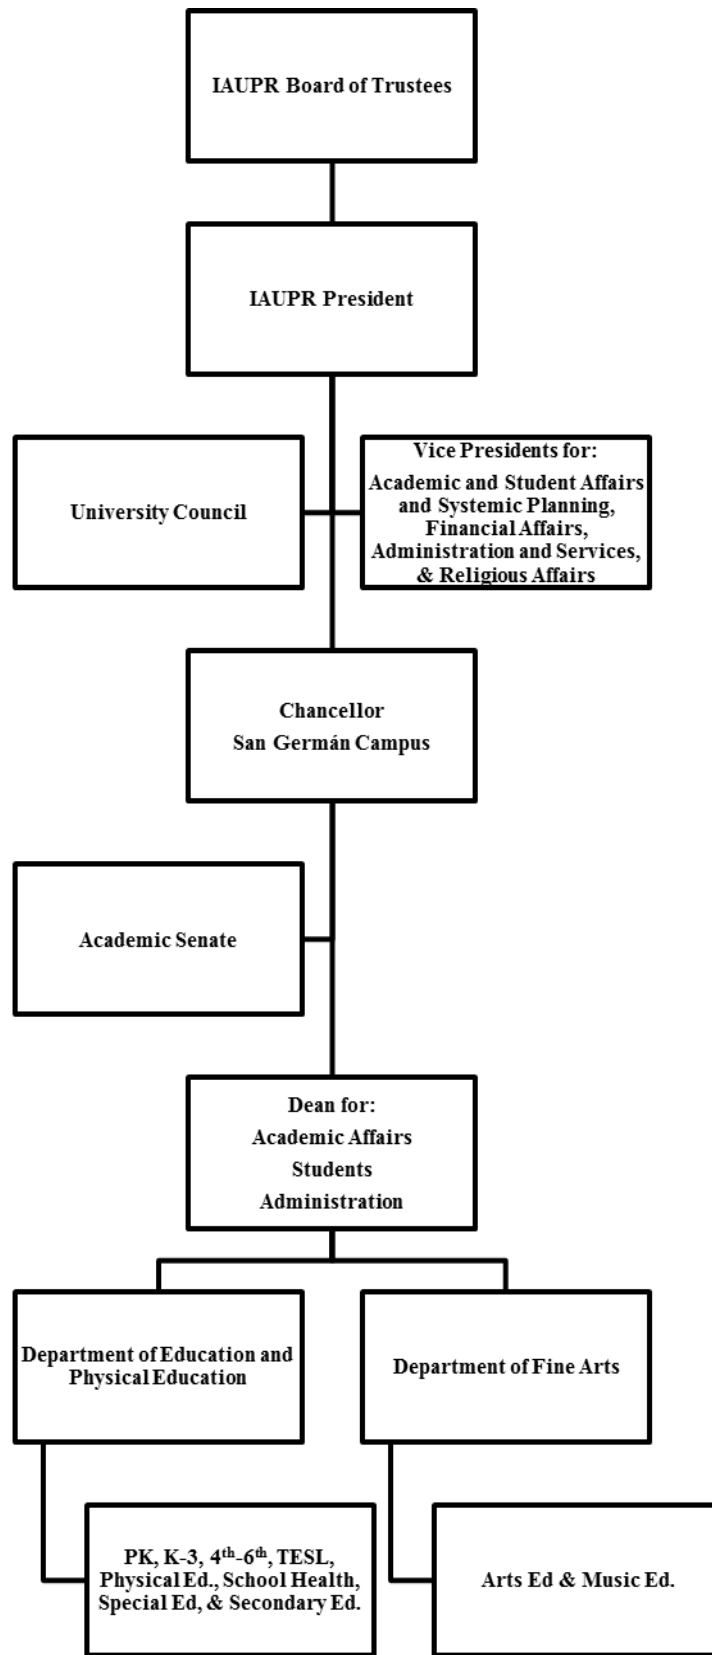 IAUPR Board of Trustees
IAUPR President
University Council
Vice Presidents for:
Academic and Student Affairs
and Systemic Planning,
Financial Affairs,
Administration and Services,
& Religious Affairs
Chancellor
San Germán Campus
Academic Senate
Dean for:
Academic Affairs
Students
Administration
Department of Education and
Physical Education
Department of Fine Arts
PK, K-3, 4th-6th, TESL,
Physical Ed., School Health,
Special Ed, & Secondary Ed.
Arts Ed & Music Ed.